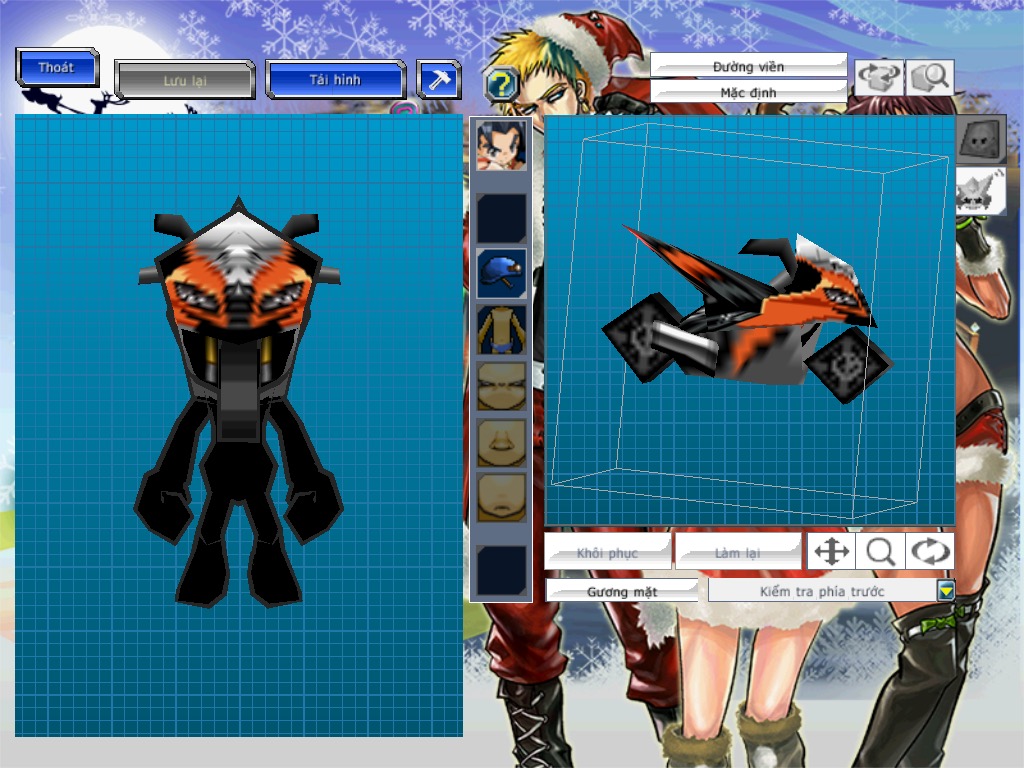 Thoát
Lưu lại
Tải hình
?
Đường viền
Mặc định
Khôi phục
Làm lại
Gương mặt
Kiểm tra phía trước